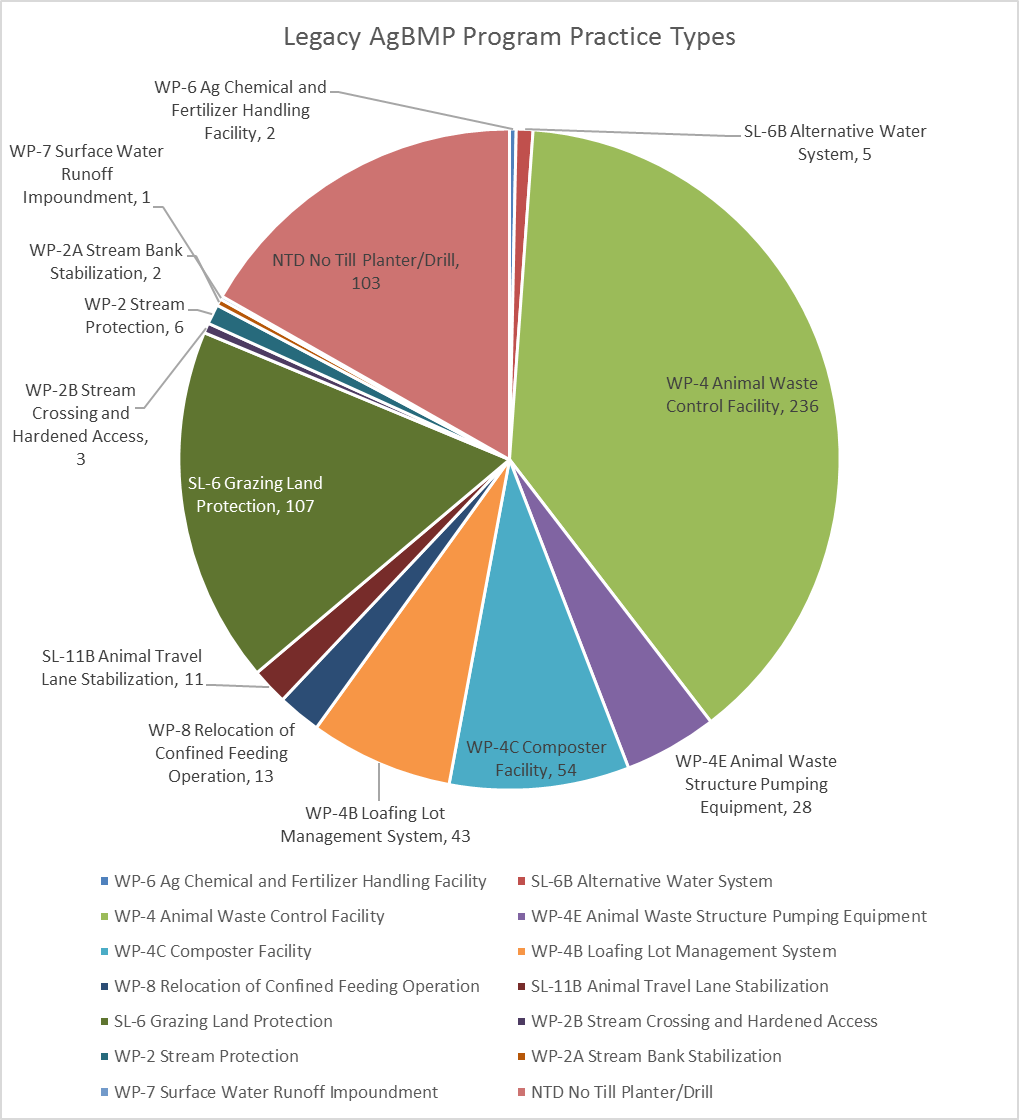 Legacy AgBMP Program Practice Types
WP-6 Ag Chemical and
Fertilizer Handling
Facility, 2
SL-6B Alternative Water
System, 5
WP-7 Surface Water
Runoff
Impoundment, 1
WP-2A Stream Bank
Stabilization, 2
WP-2 Stream
Protection, 6
WP-2B Stream
Crossing and
Hardened Access,
3
NTD No Till Planter/Drill,
103
WP-4 Animal Waste
Control Facility, 236
SL-6 Grazing Land
Protection, 107
SL-11B Animal Travel
Lane Stabilization, 11
WP-8 Relocation of
Confined Feeding
Operation, 13
WP-4B Loafing Lot
Management System, 43
WP-4C Composter
Facility, 54
WP-4E Animal Waste
Structure Pumping
Equipment, 28
WP-6 Ag Chemical and Fertilizer Handling Facility
SL-6B Alternative Water System
WP-4 Animal Waste Control Facility
WP-4E Animal Waste Structure Pumping Equipment
WP-4C Composter Facility
WP-4B Loafing Lot Management System
WP-8 Relocation of Confined Feeding Operation
SL-11B Animal Travel Lane Stabilization
SL-6 Grazing Land Protection
WP-2B Stream Crossing and Hardened Access
WP-2 Stream Protection
WP-2A Stream Bank Stabilization
WP-7 Surface Water Runoff Impoundment
NTD No Till Planter/Drill